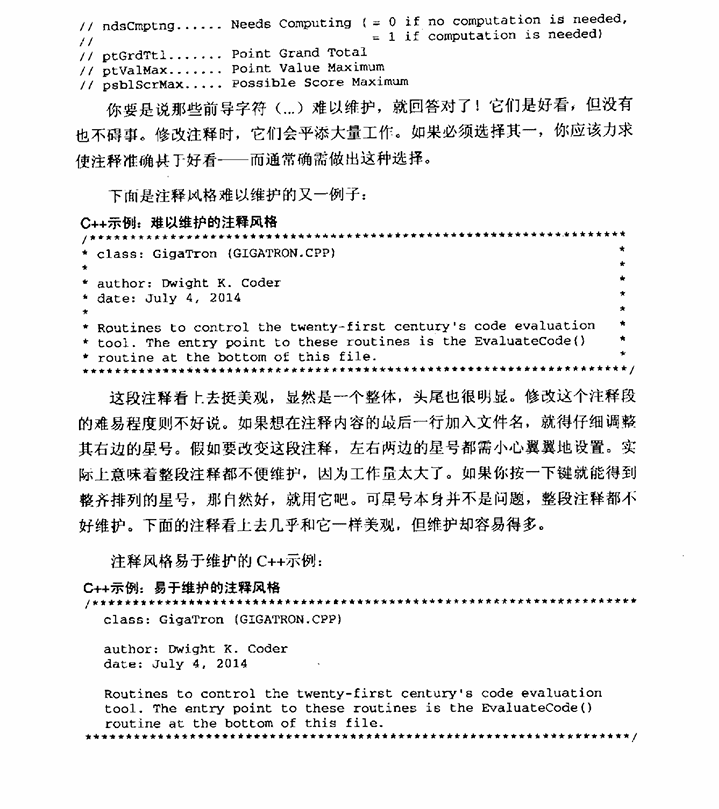 // ndsCmptng...... Needs Computing (= 0 if no computation is needed,
//                                  = 1 if computation is needed)
// ptGrdTtl....... Point Grand Total
// ptValMax....... Point Value Maximum
// psblScrMax..... Possible Score Maximum
你要是说那些前导字符（...）难以维护，就回答对了！它们是好看，但没有
也不碍事。修改注释时，它们会平添大量工作。如果必须选择其一，你应该力求
使注释准确甚于好看——而通常确需做出这种选择。
下面是注释风格难以维护的又一例子：
C++示例：难以维护的注释风格
/*******************************************************************
* class: GigaTron (GIGATRON.CPP)                                   *
*                                                                  *
* author: Dwight K. Coder                                          *
* date: July 4, 2014                                               *
*                                                                  *
* Routines to control the twenty-first century's code evaluation   *
* tool. The entry point to these routines is the EvaluateCode()    *
* routine at the bottom of this file.                              *
*******************************************************************/
这段注释看上去挺美观，显然是一个整体，头尾也很明显。修改这个注释段
的难易程度则不好说。如果想在注释内容的最后一行加入文件名，就得仔细调整
其右边的星号。假如要改变这段注释，左右两边的星号都需小心翼翼地设置。实
际上意味着整段注释都不便维护，因为工作量太大了。如果你按一下键就能得到
整齐排列的星号，那自然好，就用它吧。可星号本身并不是问题，整段注释都不
好维护。下面的注释看上去几乎和它一样美观，但维护却容易得多。
注释风格易于维护的 C++示例：
C++示例：易于维护的注释风格
/*******************************************************************
class: GigaTron (GIGATRON.CPP)
author: Dwight K. Coder
date: July 4, 2014
Routines to control the twenty-first century's code evaluation
tool. The entry point to these routines is the EvaluateCode()
routine at the bottom of this file.
*******************************************************************/